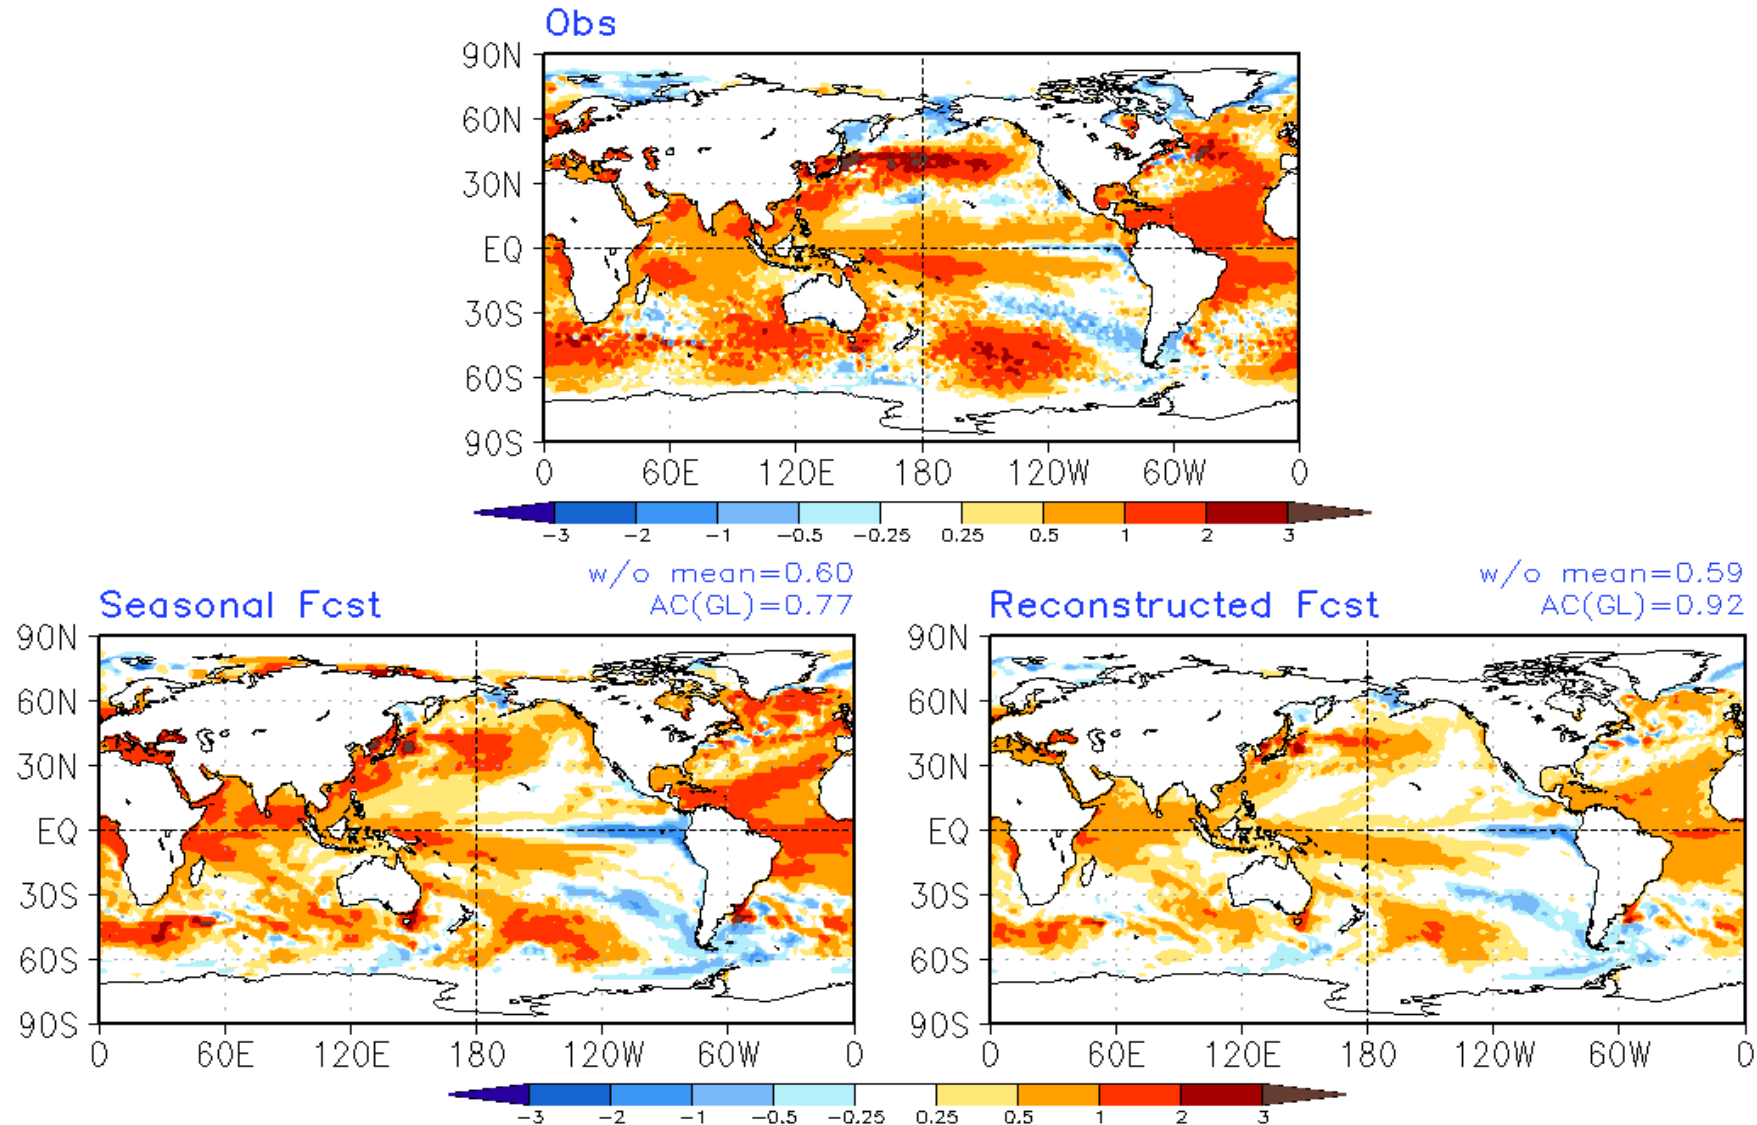 Obs
90N
60N
30N
EQ
30S
60S
90S
0 60E 120E 180 120W 60W 0
-3 -2 -1 -0.5 -0.25 0.25 0.5 1 2 3
w/o mean=0.60
Seasonal Fcst AC(GL)=0.77
90N
60N
30N
EQ
30S
60S
90S
0 60E 120E 180 120W 60W 0
w/o mean=0.59
Reconstructed Fcst AC(GL)=0.92
90N
60N
30N
EQ
30S
60S
90S
0 60E 120E 180 120W 60W 0
-3 -2 -1 -0.5 -0.25 0.25 0.5 1 2 3